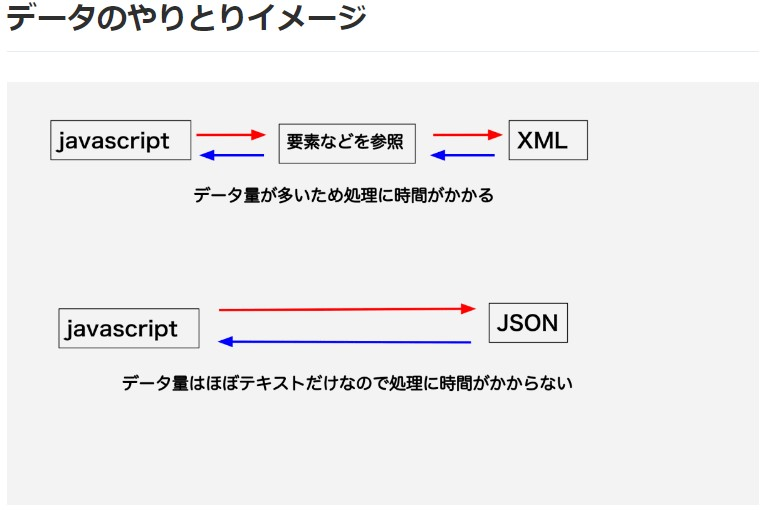 データのやりとりイメージ
javascript 要素などを参照 XML
データ量が多いため処理に時間がかかる
javascript JSON
データ量はほぼテキストだけなので処理に時間がかからない